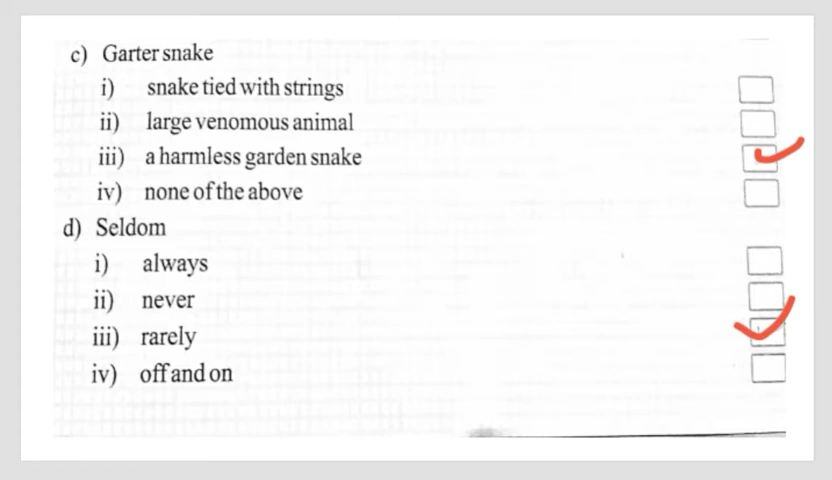 c) Garter snake
i) snake tied with strings
ii) large venomous animal
iii) a harmless garden snake
iv) none of the above
d) Seldom
i) always
ii) never
iii) rarely
iv) off and on